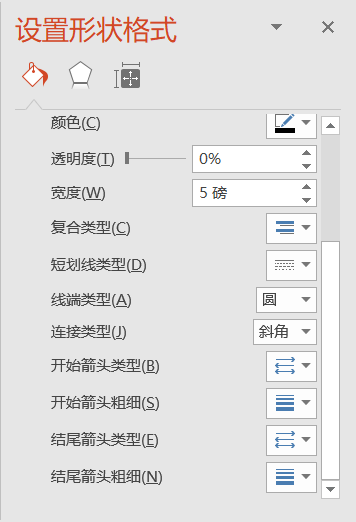 设置形状格式
颜色(C)
透明度(T) 0%
宽度(W) 5 磅
复合类型(C)
短划线类型(D)
线端类型(A) 圆
连接类型(J) 斜角
开始箭头类型(B)
开始箭头粗细(S)
结尾箭头类型(E)
结尾箭头粗细(N)